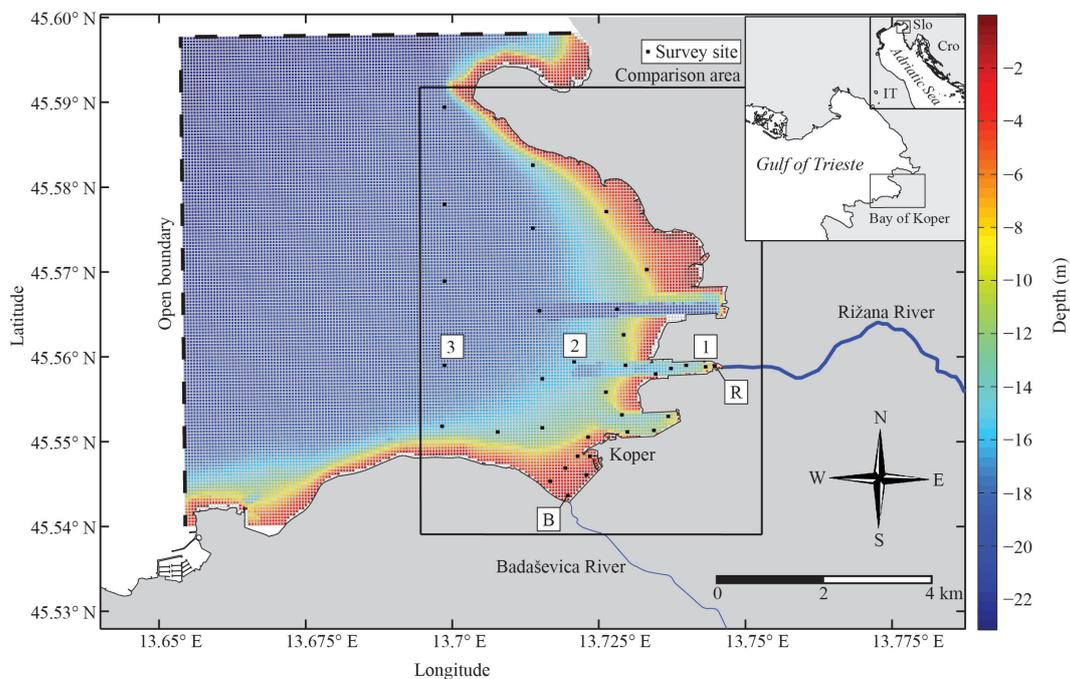 45.60° N
45.59° N
45.58° N
45.57° N
45.56° N
45.55° N
45.54° N
45.53° N
Latitude
Open boundary
Survey site
Comparison area
Slo
Cro
Adriatic Sea
IT
Gulf of Trieste
Bay of Koper
Rižana River
3
2
1
R
Koper
B
Badaševica River
N
W
E
S
0
2
4 km
13.65° E
13.675° E
13.7° E
13.725° E
13.75° E
13.775° E
Longitude
−2
−4
−6
−8
−10
−12
−14
−16
−18
−20
−22
Depth (m)